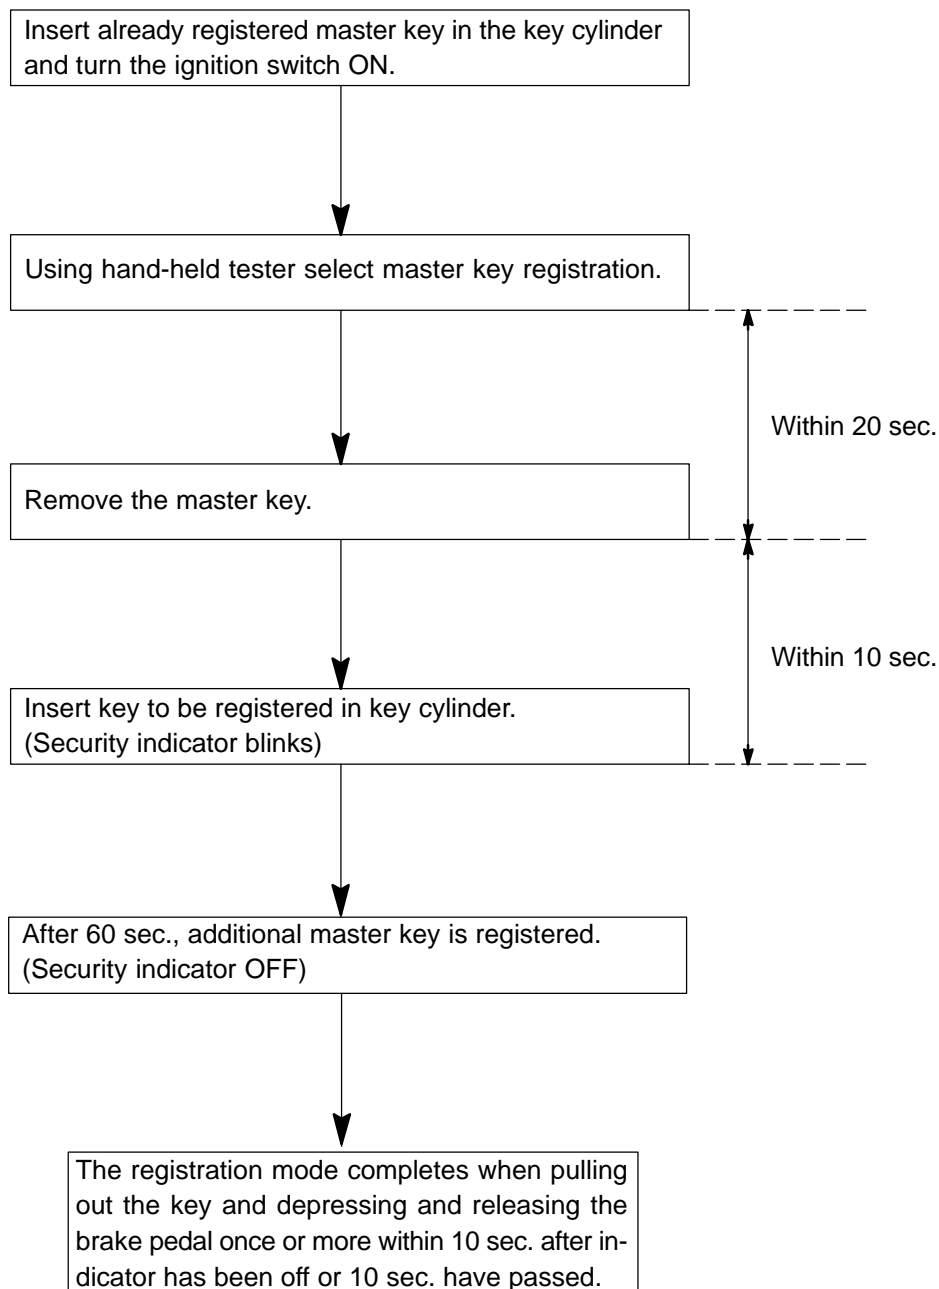 Insert already registered master key in the key cylinder
and turn the ignition switch ON.
Using hand-held tester select master key registration.
Within 20 sec.
Remove the master key.
Within 10 sec.
Insert key to be registered in key cylinder.
(Security indicator blinks)
After 60 sec., additional master key is registered.
(Security indicator OFF)
The registration mode completes when pulling
out the key and depressing and releasing the
brake pedal once or more within 10 sec. after in-
dicator has been off or 10 sec. have passed.